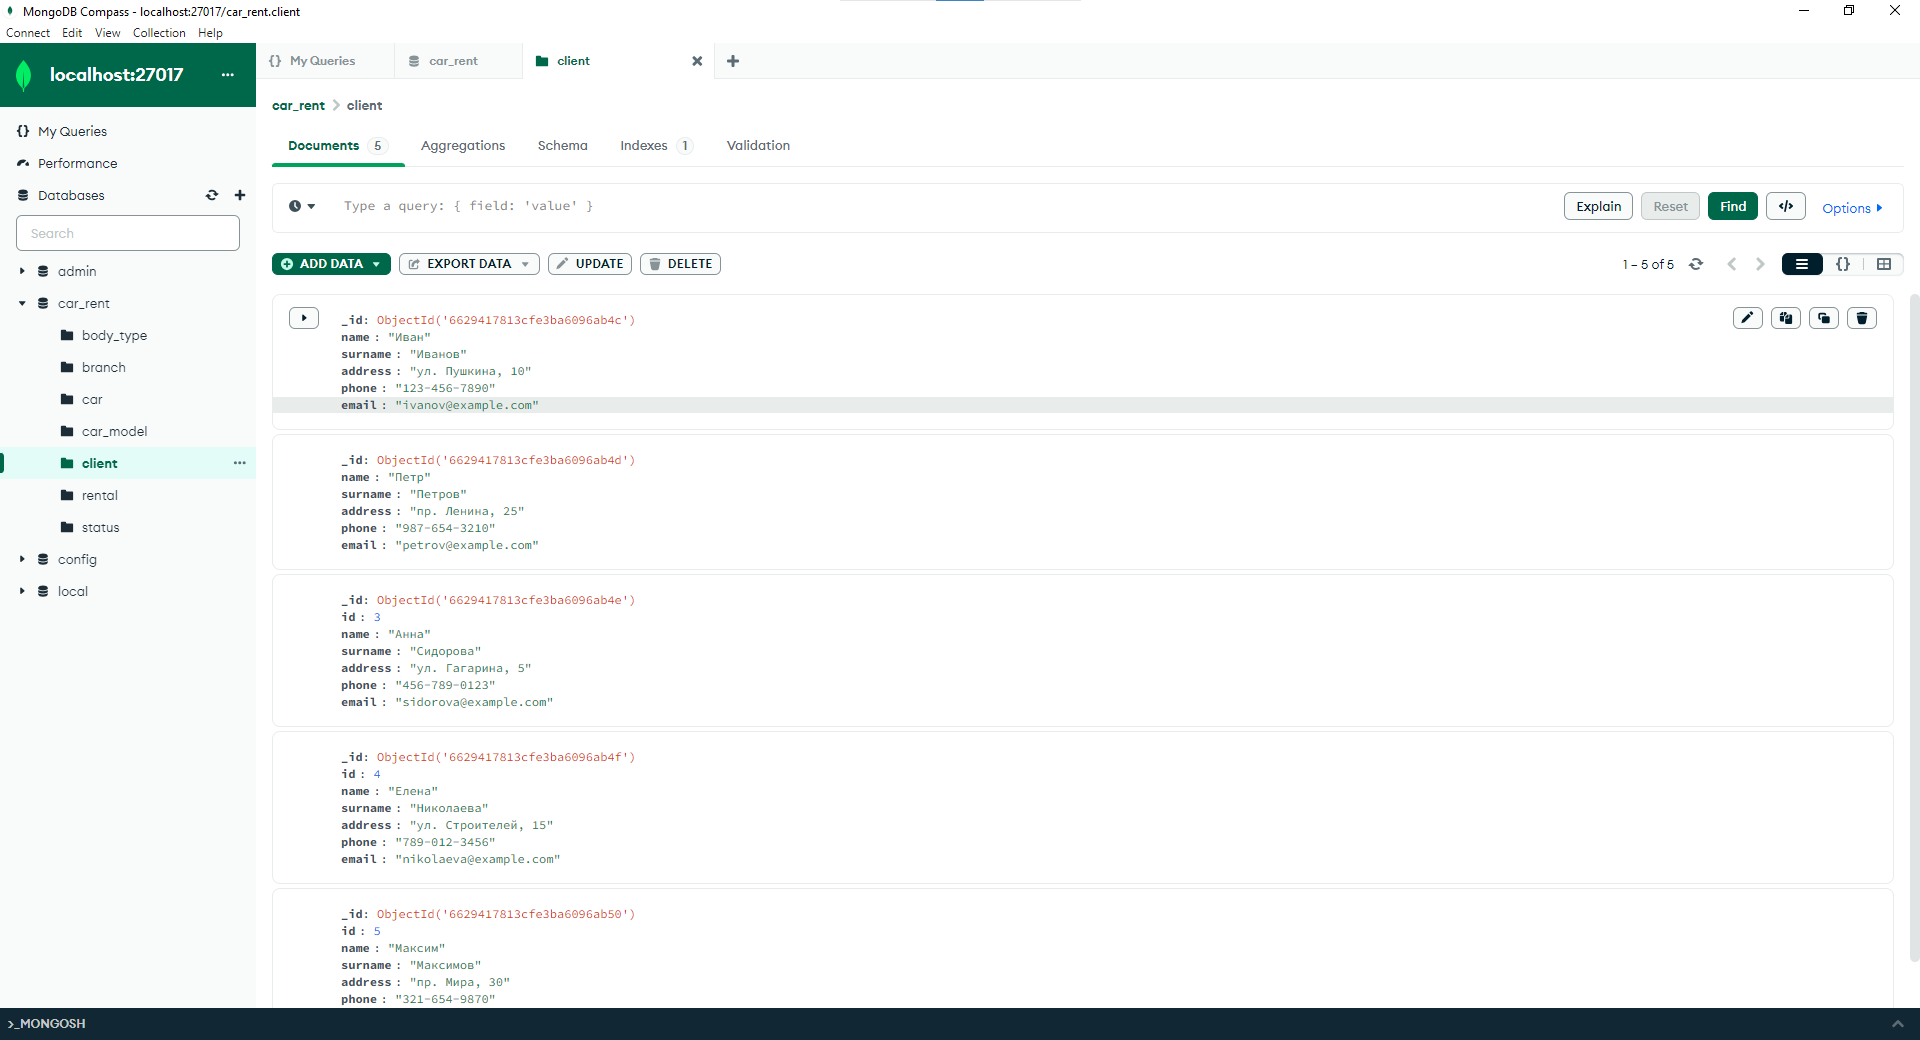 MongoDB Compass - localhost:27017/car_rent.client
Connect Edit View Collection Help
localhost:27017
My Queries
Performance
Databases
Search
admin
car_rent
body_type
branch
car
car_model
client
rental
status
config
local
{} My Queries car_rent client
car_rent > client
Documents 5 Aggregations Schema Indexes 1 Validation
Type a query: { field: 'value' }
Explain Reset Find </> Options
ADD DATA EXPORT DATA UPDATE DELETE
1 – 5 of 5
_id: ObjectId('6629417813cfe3ba6096ab4c')
name : "Иван"
surname : "Иванов"
address : "ул. Пушкина, 10"
phone : "123-456-7890"
email : "ivanov@example.com"
_id: ObjectId('6629417813cfe3ba6096ab4d')
name : "Петр"
surname : "Петров"
address : "пр. Ленина, 25"
phone : "987-654-3210"
email : "petrov@example.com"
_id: ObjectId('6629417813cfe3ba6096ab4e')
id : 3
name : "Анна"
surname : "Сидорова"
address : "ул. Гагарина, 5"
phone : "456-789-0123"
email : "sidorova@example.com"
_id: ObjectId('6629417813cfe3ba6096ab4f')
id : 4
name : "Елена"
surname : "Николаева"
address : "ул. Строителей, 15"
phone : "789-012-3456"
email : "nikolaeva@example.com"
_id: ObjectId('6629417813cfe3ba6096ab50')
id : 5
name : "Максим"
surname : "Максимов"
address : "пр. Мира, 30"
phone : "321-654-9870"
>_MONGOSH